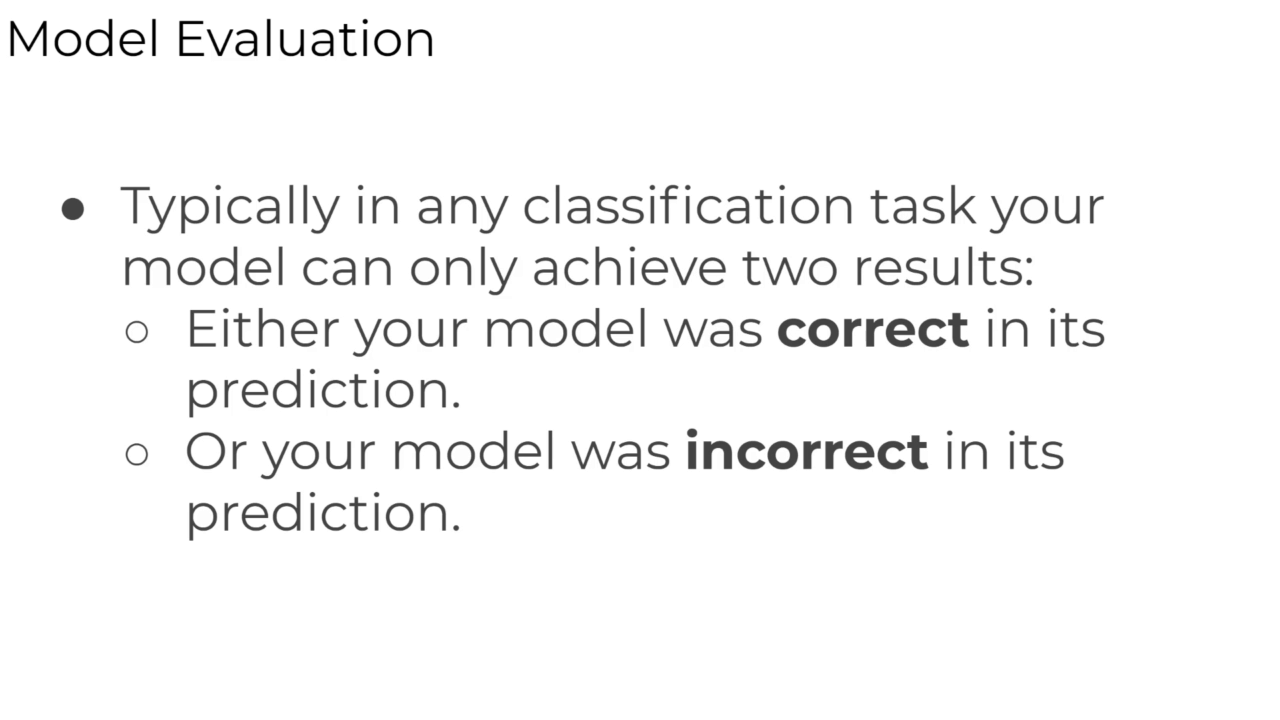 Model Evaluation
● Typically in any classification task your
model can only achieve two results:
○ Either your model was correct in its
prediction.
○ Or your model was incorrect in its
prediction.